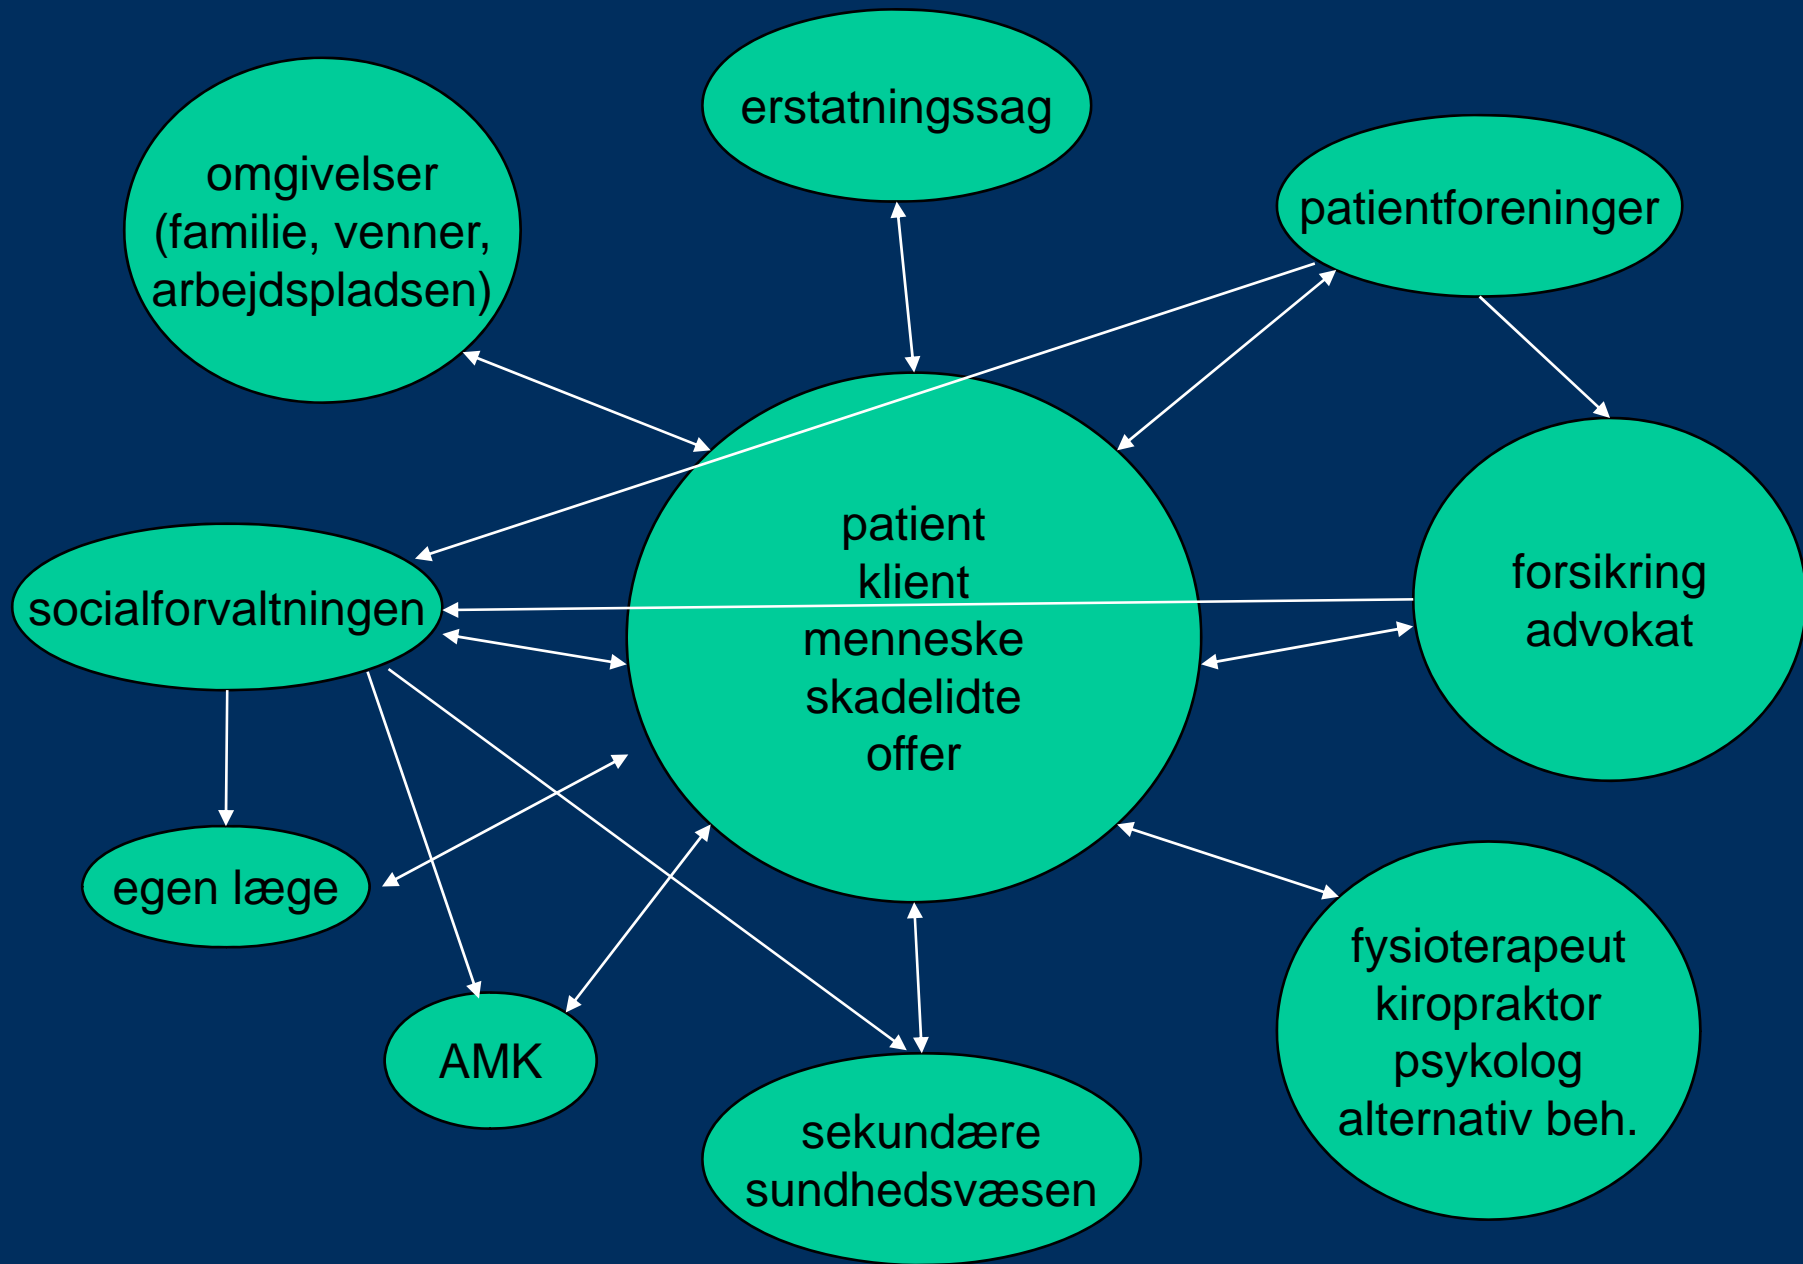 erstatningssag
omgivelser
(familie, venner,
arbejdspladsen)
patientforeninger
patient
klient
menneske
skadelidte
offer
socialforvaltningen
forsikring
advokat
egen læge
AMK
sekundære
sundhedsvæsen
fysioterapeut
kiropraktor
psykolog
alternativ beh.